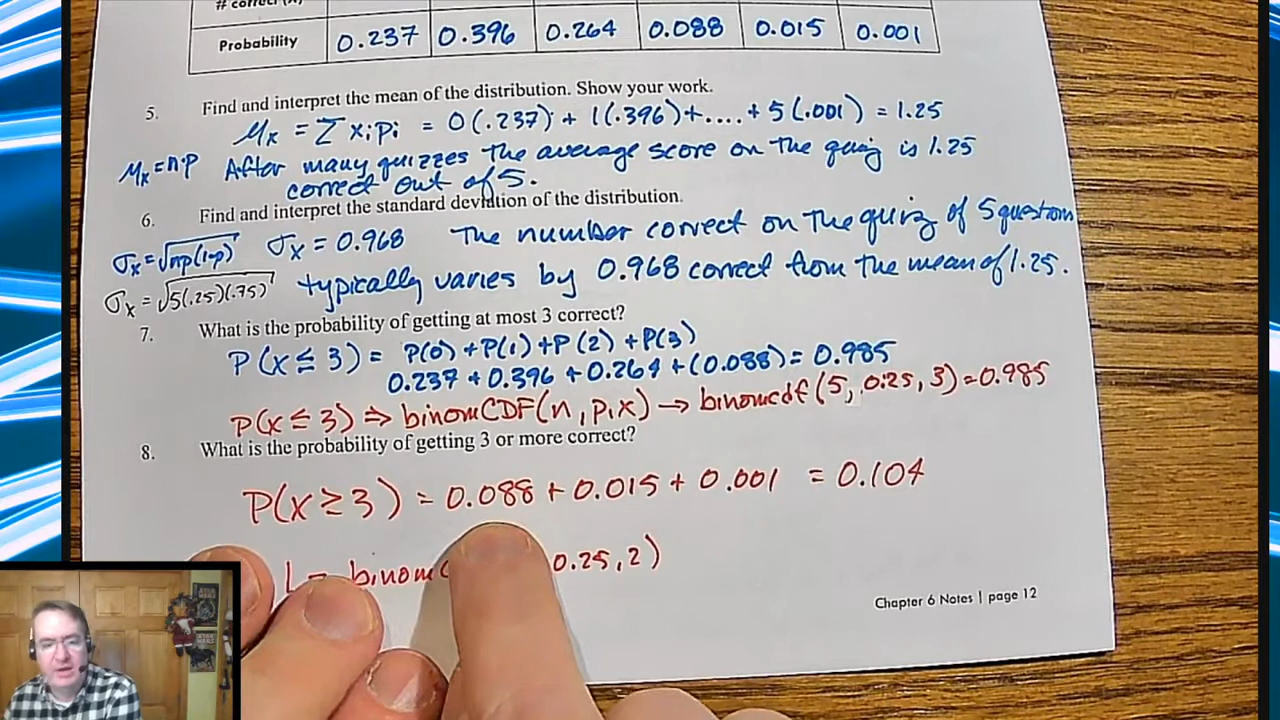 # correct (X)
Probability 0.237 0.396 0.264 0.088 0.015 0.001
5. Find and interpret the mean of the distribution. Show your work.
μx = Σ xipi = 0(.237) + 1(.396)+....+ 5(.001) = 1.25
μx=n·p After many quizzes the average score on the quiz is 1.25
correct out of 5.
6. Find and interpret the standard deviation of the distribution.
σx=√np(1-p) σx = 0.968 The number correct on the quiz of 5 question
σx = √5(.25)(.75) typically varies by 0.968 correct from the mean of 1.25.
7. What is the probability of getting at most 3 correct?
P(x ≤ 3) = P(0)+P(1)+P(2)+P(3)
0.237 + 0.396 + 0.264 + (0.088) = 0.985
P(x ≤ 3) ⇒ binomCDF(n, p, x) → binomcdf(5, 0.25, 3)=0.985
8. What is the probability of getting 3 or more correct?
P(x ≥ 3) = 0.088 + 0.015 + 0.001 = 0.104
1 - binomc 0.25, 2)
Chapter 6 Notes | page 12